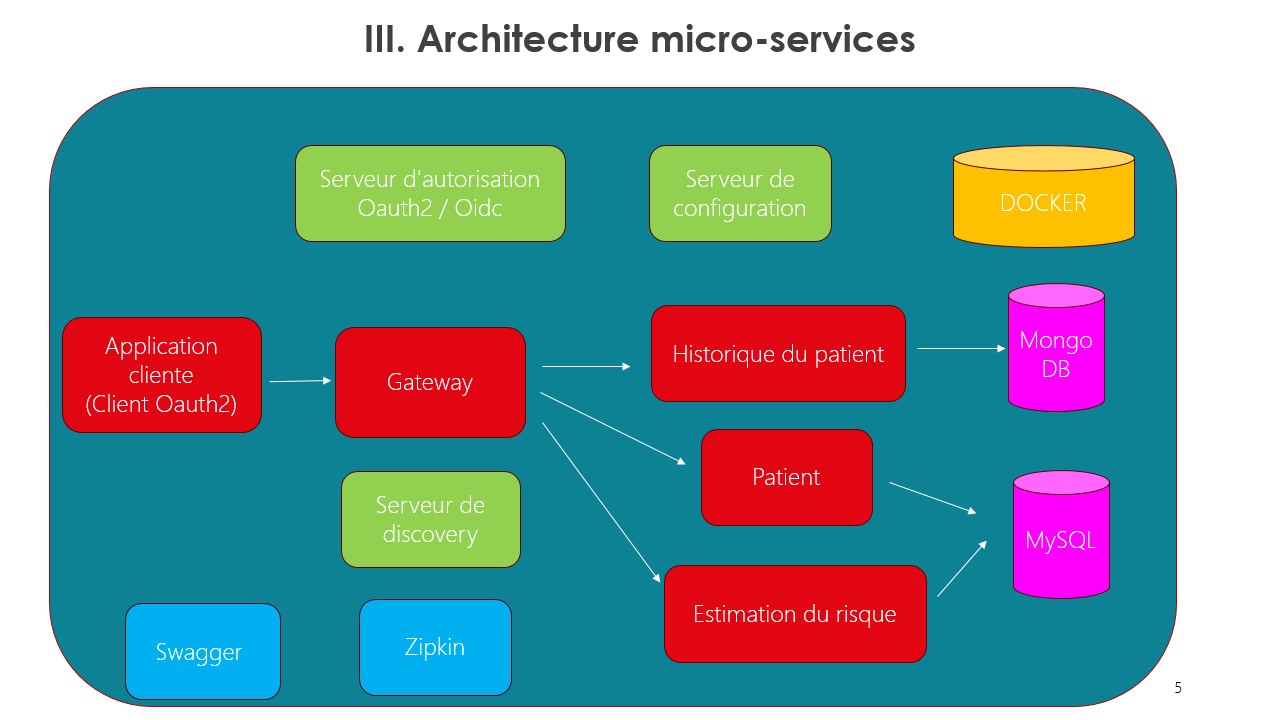 III. Architecture micro-services
Serveur d'autorisation
Oauth2 / Oidc
Serveur de
configuration
DOCKER
Application
cliente
(Client Oauth2)
Gateway
Historique du patient
Mongo
DB
Patient
Serveur de
discovery
MySQL
Estimation du risque
Swagger
Zipkin
5